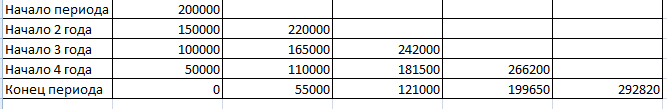 Начало периода 200000
Начало 2 года 150000 220000
Начало 3 года 100000 165000 242000
Начало 4 года 50000 110000 181500 266200
Конец периода 0 55000 121000 199650 292820